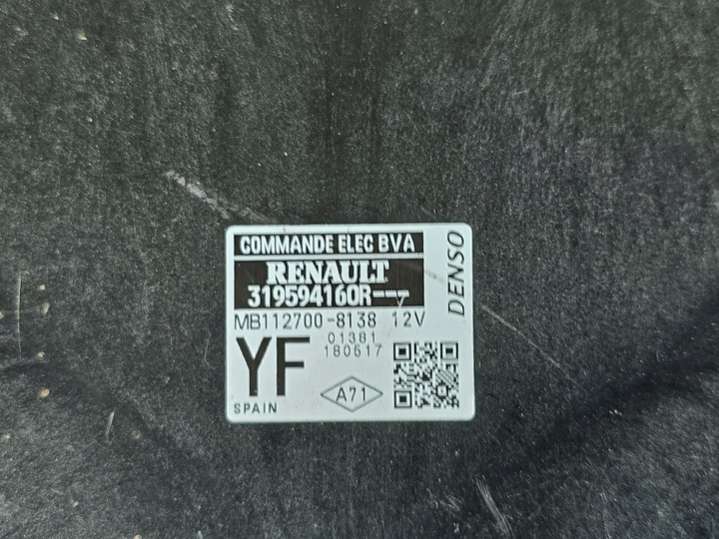 COMMANDE ELEC BVA
RENAULT
319594160R---
DENSO
MB112700-8138 12V
YF
01381
180517
A71
SPAIN